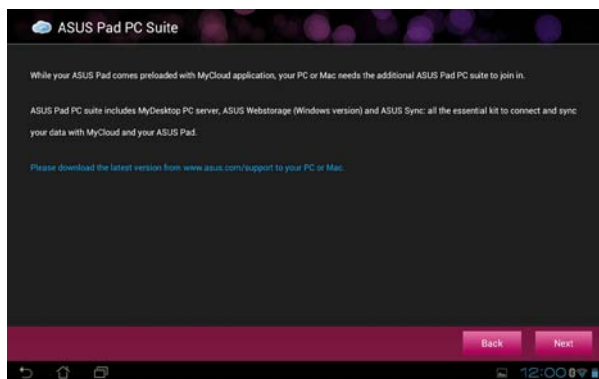 ASUS Pad PC Suite
While your ASUS Pad comes preloaded with MyCloud application, your PC or Mac needs the additional ASUS Pad PC suite to join in.
ASUS Pad PC suite includes MyDesktop PC server, ASUS Webstorage (Windows version) and ASUS Sync: all the essential kit to connect and sync
your data with MyCloud and your ASUS Pad.
Please download the latest version from www.asus.com/support to your PC or Mac.
Back Next
12:00